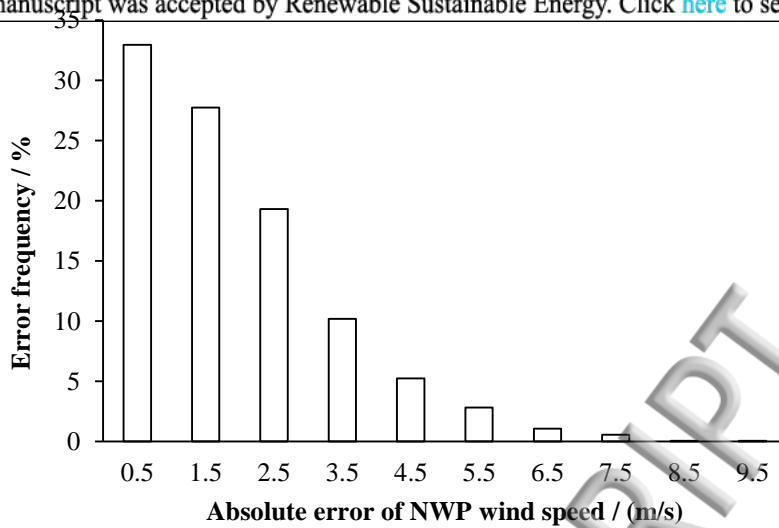 manuscript was accepted by Renewable Sustainable Energy. Click here to se
35
30
25
20
15
10
5
0
Error frequency / %
0.5 1.5 2.5 3.5 4.5 5.5 6.5 7.5 8.5 9.5
Absolute error of NWP wind speed / (m/s)
RIPT